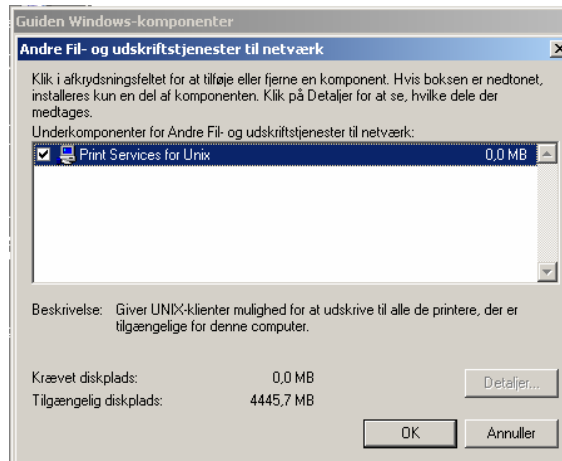 Guiden Windows-komponenter
Andre Fil- og udskriftstjenester til netværk
Klik i afkrydsningsfeltet for at tilføje eller fjerne en komponent. Hvis boksen er nedtonet,
installeres kun en del af komponenten. Klik på Detaljer for at se, hvilke dele der
medtages.
Underkomponenter for Andre Fil- og udskriftstjenester til netværk:
Print Services for Unix 0,0 MB
Beskrivelse: Giver UNIX-klienter mulighed for at udskrive til alle de printere, der er
tilgængelige for denne computer.
Krævet diskplads: 0,0 MB
Tilgængelig diskplads: 4445,7 MB
Detaljer...
OK Annuller